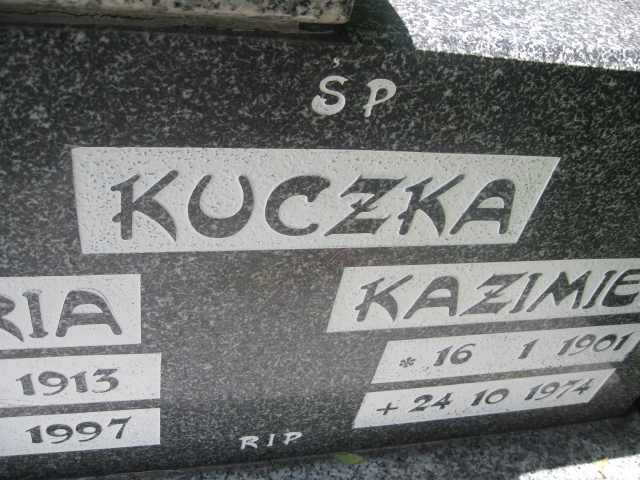 ŚP
KUCZKA
RIA
1913
1997
KAZIMIE
* 16 1 1901
+ 24 10 1974
RIP